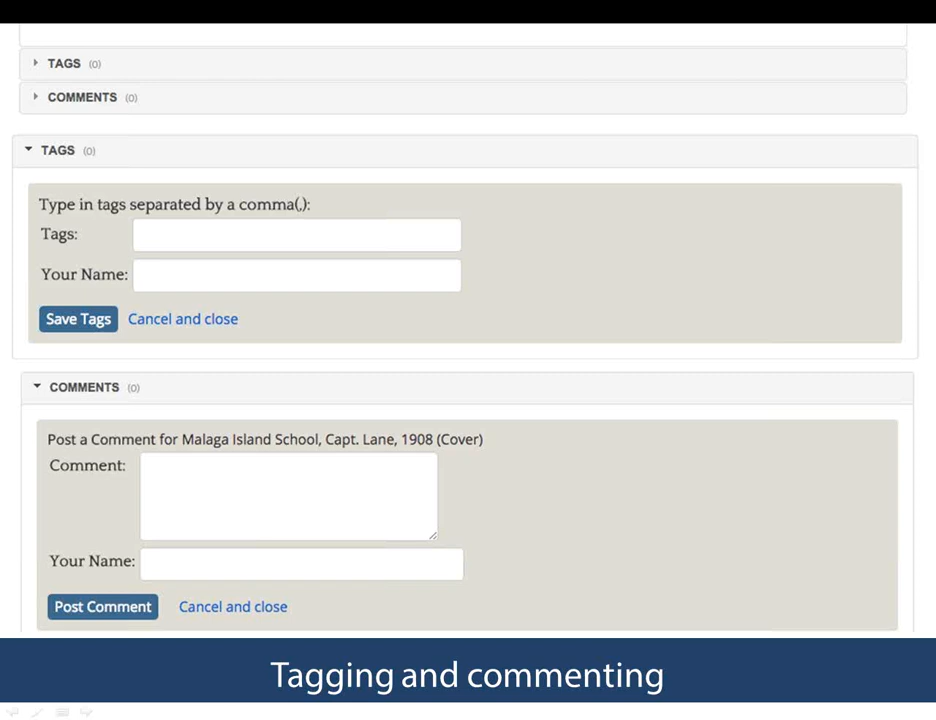 TAGS (0)
COMMENTS (0)
TAGS (0)
Type in tags separated by a comma(,):
Tags:
Your Name:
Save Tags Cancel and close
COMMENTS (0)
Post a Comment for Malaga Island School, Capt. Lane, 1908 (Cover)
Comment:
Your Name:
Post Comment Cancel and close
Tagging and commenting